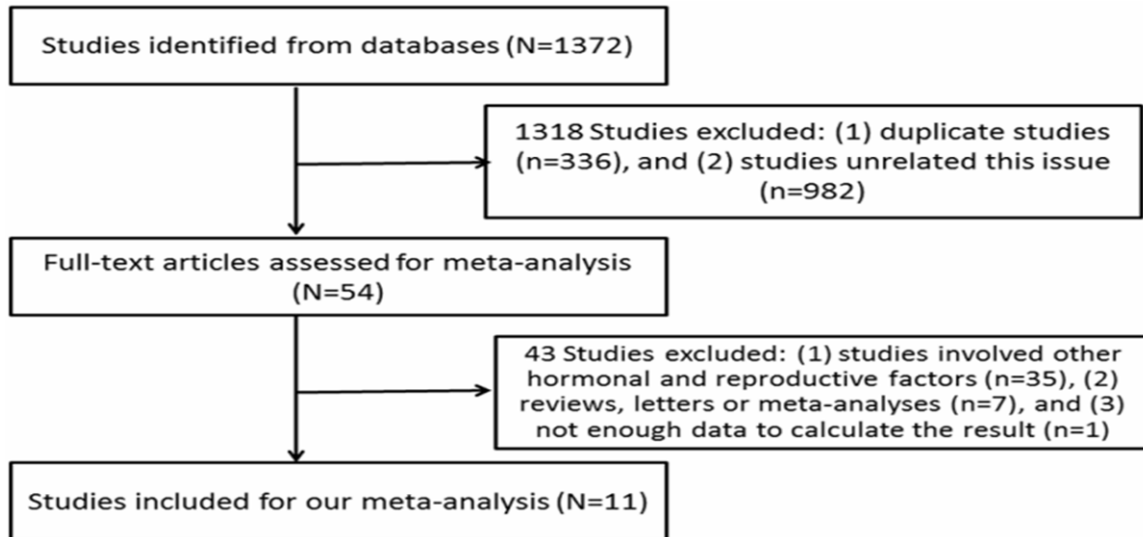 Studies identified from databases (N=1372)
1318 Studies excluded: (1) duplicate studies
(n=336), and (2) studies unrelated this issue
(n=982)
Full-text articles assessed for meta-analysis
(N=54)
43 Studies excluded: (1) studies involved other
hormonal and reproductive factors (n=35), (2)
reviews, letters or meta-analyses (n=7), and (3)
not enough data to calculate the result (n=1)
Studies included for our meta-analysis (N=11)